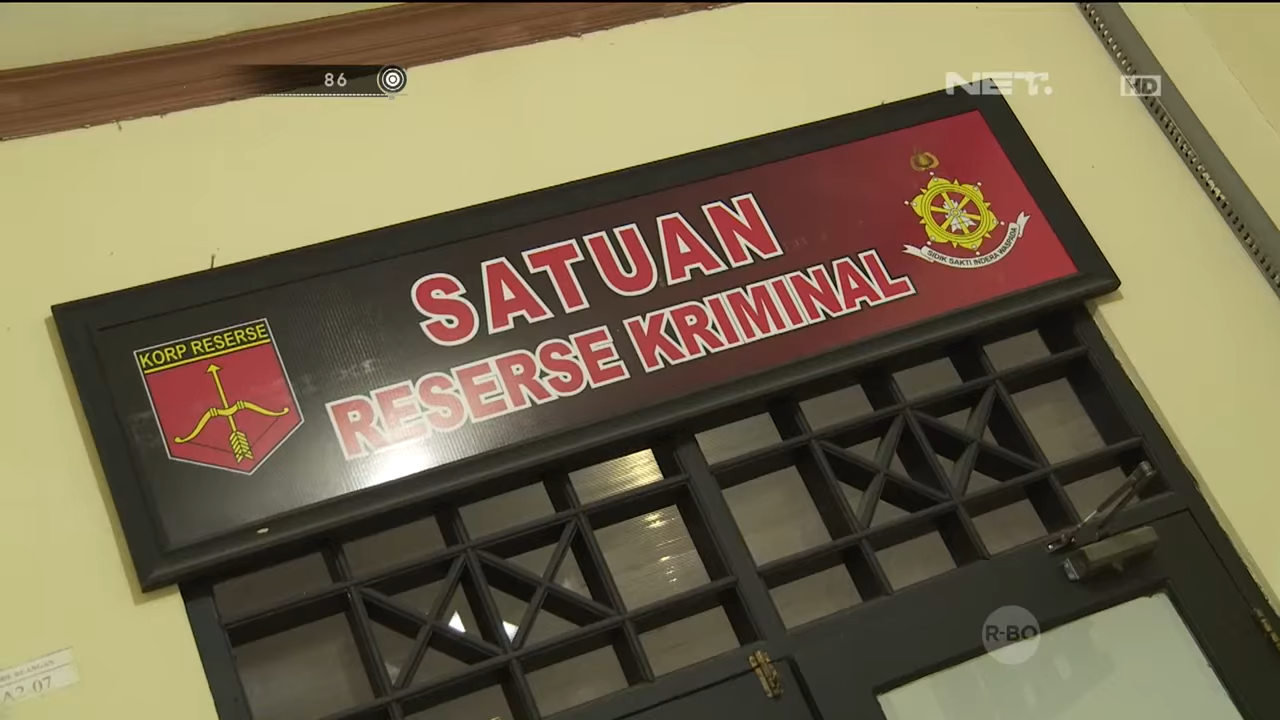 86
NET.
HD
SATUAN
RESERSE KRIMINAL
KORP RESERSE
SIDIK SAKTI INDERA WASPADA
R-BO
A2.07